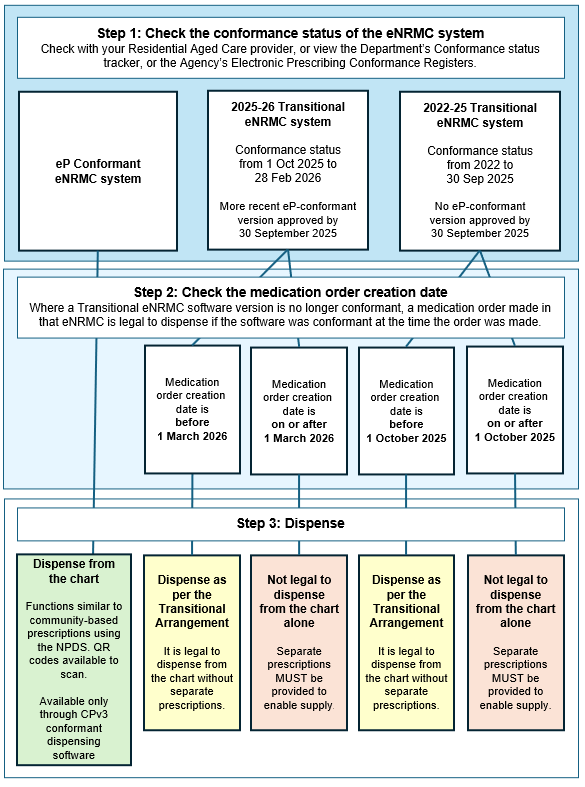 Step 1: Check the conformance status of the eNRMC system
Check with your Residential Aged Care provider, or view the Department's Conformance status
tracker, or the Agency's Electronic Prescribing Conformance Registers.
eP Conformant
eNRMC system
2025-26 Transitional
eNRMC system
Conformance status
from 1 Oct 2025 to
28 Feb 2026
More recent eP-conformant
version approved by
30 September 2025
2022-25 Transitional
eNRMC system
Conformance status
from 2022 to
30 Sep 2025
No eP-conformant
version approved by
30 September 2025
Step 2: Check the medication order creation date
Where a Transitional eNRMC software version is no longer conformant, a medication order made in
that eNRMC is legal to dispense if the software was conformant at the time the order was made.
Medication
order creation
date is
before
1 March 2026
Medication
order creation
date is
on or after
1 March 2026
Medication
order creation
date is
before
1 October 2025
Medication
order creation
date is
on or after
1 October 2025
Step 3: Dispense
Dispense from
the chart
Functions similar to
community-based
prescriptions using
the NPDS. QR
codes available to
scan.
Available only
through CPv3
conformant
dispensing
software
Dispense as
per the
Transitional
Arrangement
It is legal to
dispense from
the chart without
separate
prescriptions.
Not legal to
dispense
from the chart
alone
Separate
prescriptions
MUST be
provided to
enable supply.
Dispense as
per the
Transitional
Arrangement
It is legal to
dispense from
the chart without
separate
prescriptions.
Not legal to
dispense
from the chart
alone
Separate
prescriptions
MUST be
provided to
enable supply.